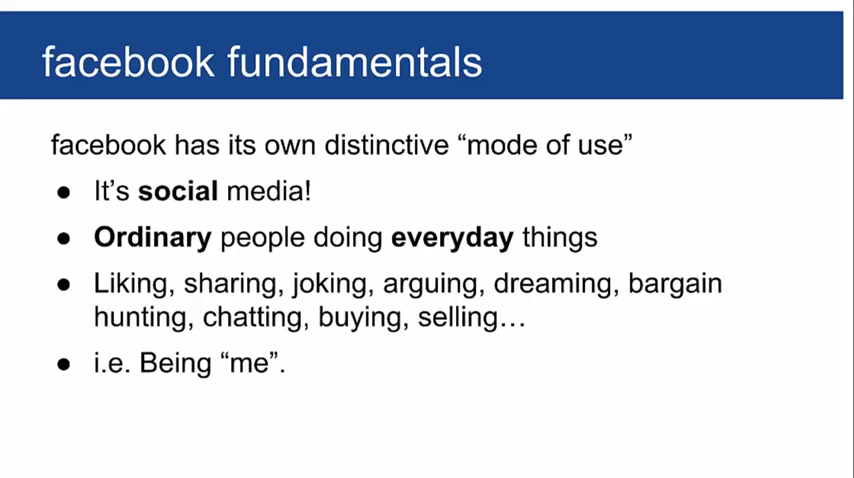 facebook fundamentals
facebook has its own distinctive “mode of use”
● It’s social media!
● Ordinary people doing everyday things
● Liking, sharing, joking, arguing, dreaming, bargain
hunting, chatting, buying, selling…
● i.e. Being “me”.